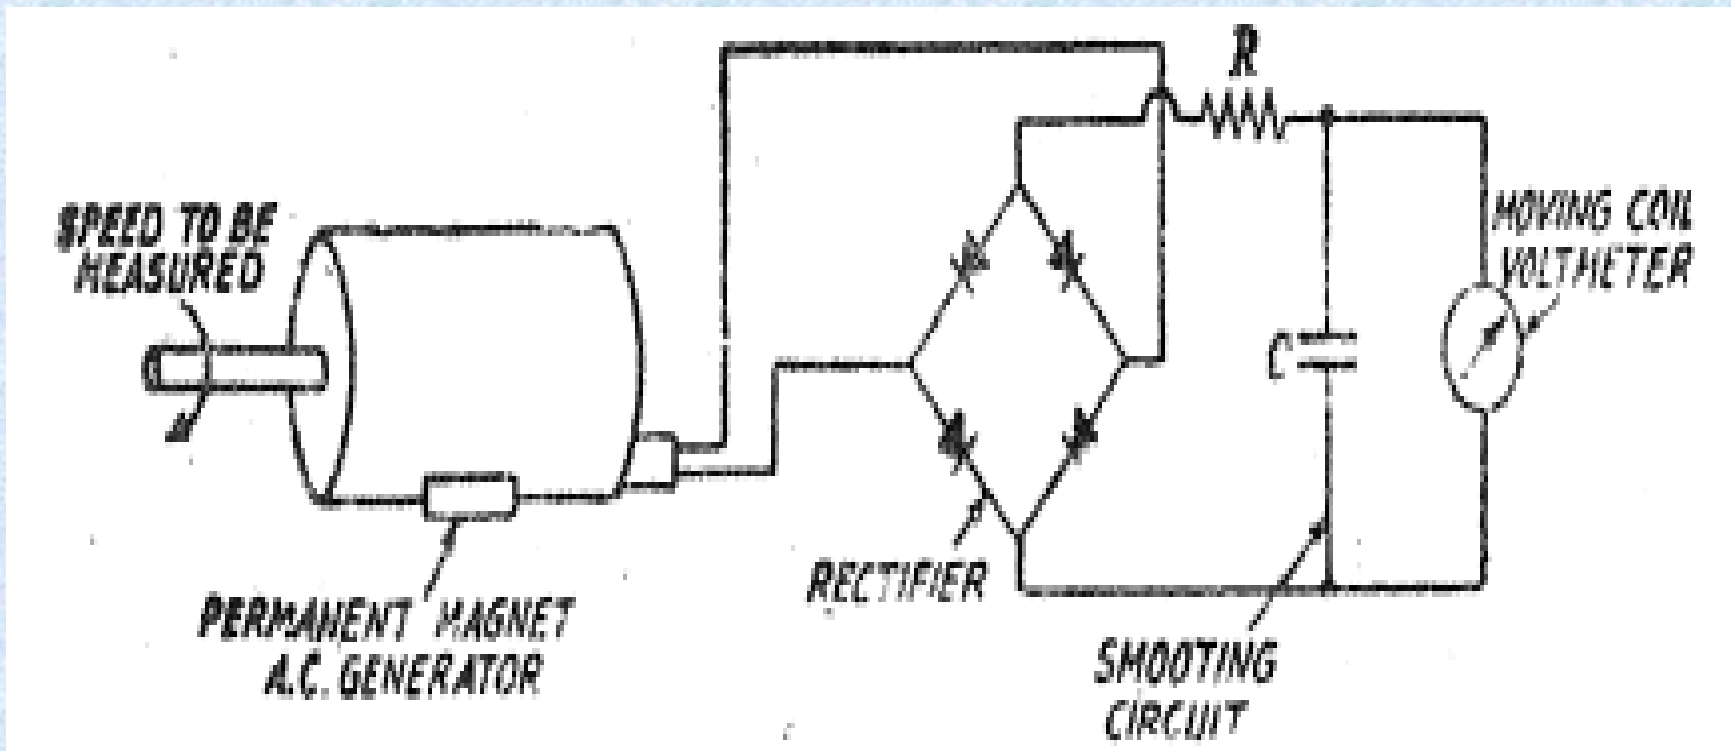 R
SPEED TO BE
MEASURED
MOVING COIL
VOLTMETER
C
RECTIFIER
PERMANENT MAGNET
A.C. GENERATOR
SMOOTING
CIRCUIT